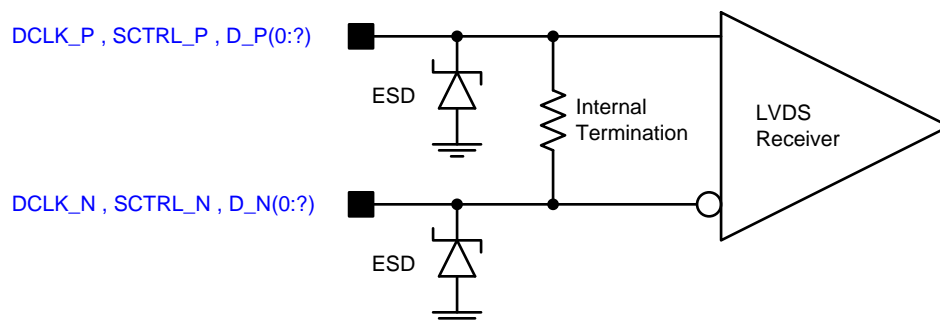 DCLK_P , SCTRL_P , D_P(0:?)
ESD
Internal
Termination
LVDS
Receiver
DCLK_N , SCTRL_N , D_N(0:?)
ESD